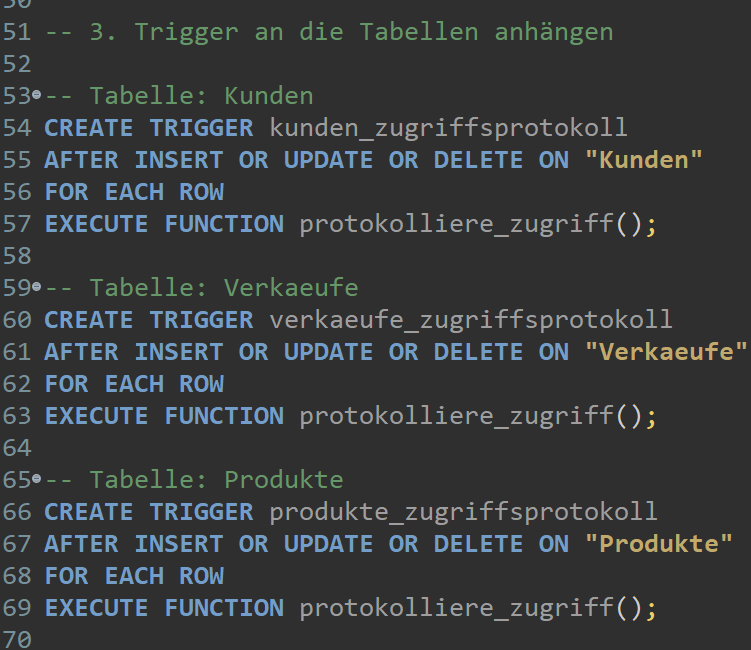 50
51 -- 3. Trigger an die Tabellen anhängen
52
53 -- Tabelle: Kunden
54 CREATE TRIGGER kunden_zugriffsprotokoll
55 AFTER INSERT OR UPDATE OR DELETE ON "Kunden"
56 FOR EACH ROW
57 EXECUTE FUNCTION protokolliere_zugriff();
58
59 -- Tabelle: Verkaeufe
60 CREATE TRIGGER verkaeufe_zugriffsprotokoll
61 AFTER INSERT OR UPDATE OR DELETE ON "Verkaeufe"
62 FOR EACH ROW
63 EXECUTE FUNCTION protokolliere_zugriff();
64
65 -- Tabelle: Produkte
66 CREATE TRIGGER produkte_zugriffsprotokoll
67 AFTER INSERT OR UPDATE OR DELETE ON "Produkte"
68 FOR EACH ROW
69 EXECUTE FUNCTION protokolliere_zugriff();
70